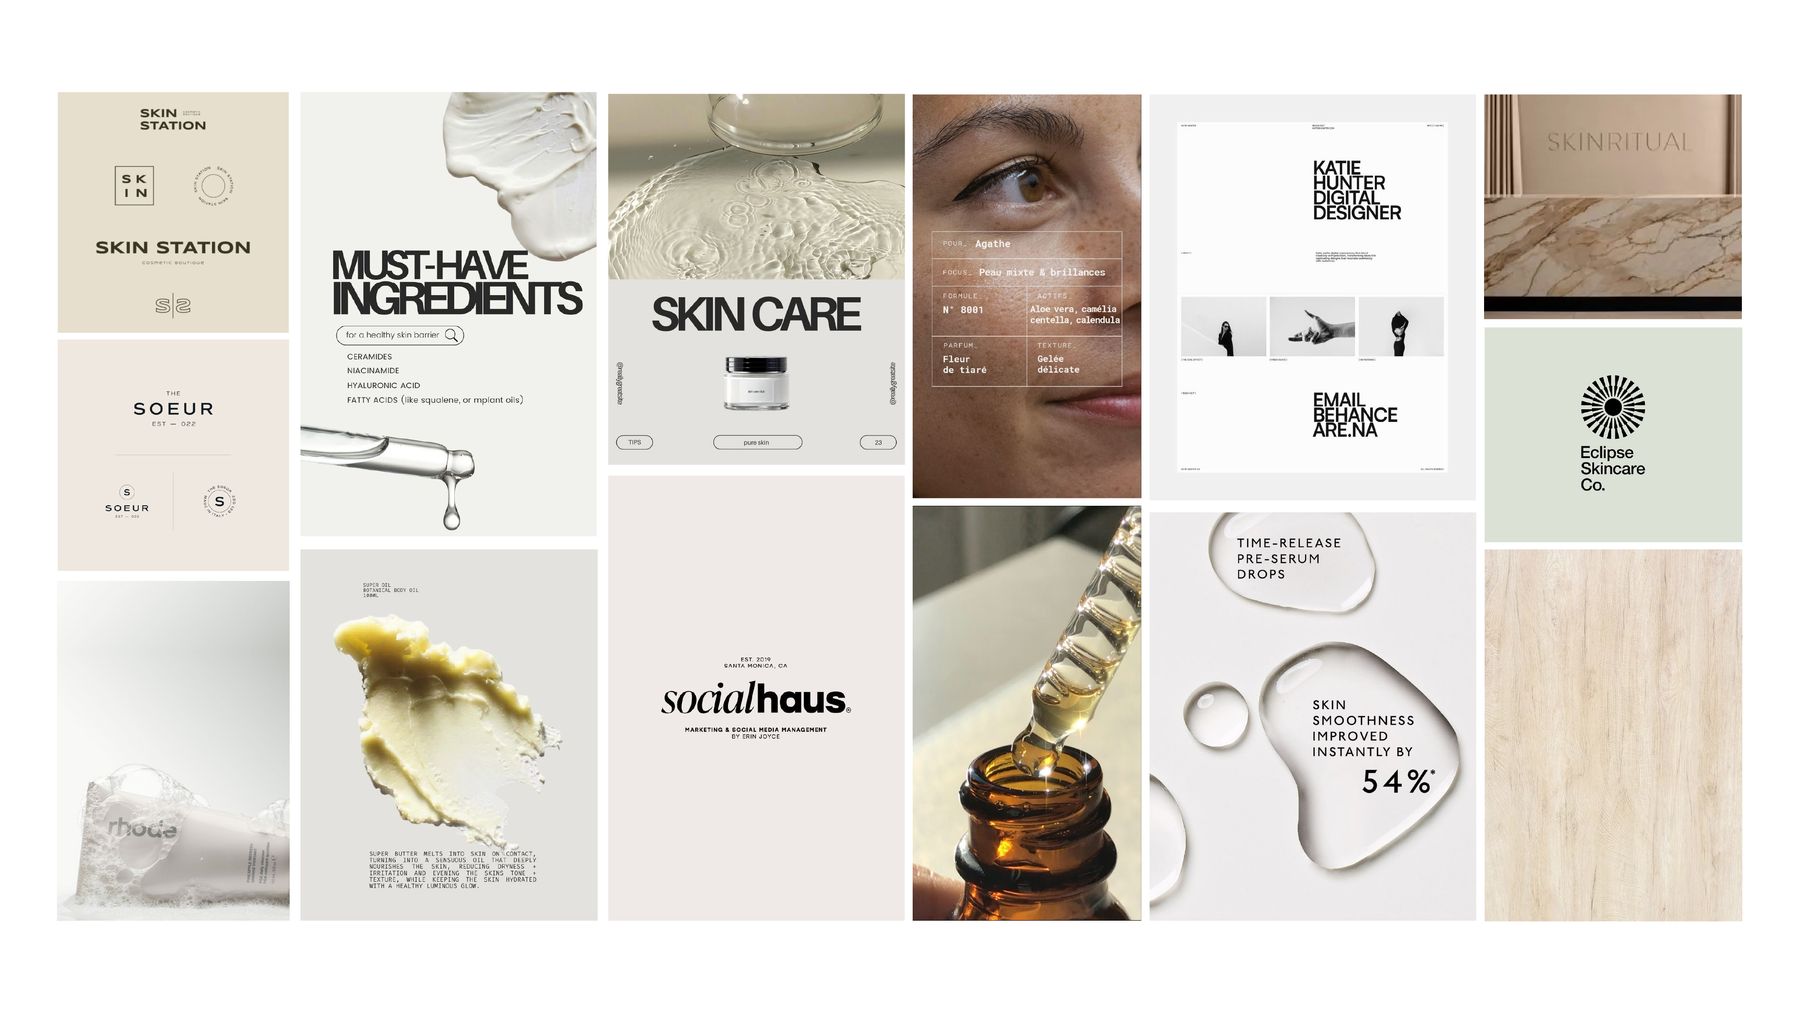 SKIN
STATION
SK
IN
SKIN STATION
COSMETIC BOUTIQUE
S|S
THE
SOEUR
EST — 022
S
SOEUR
EST — 022
S
rhode
MUST-HAVE
INGREDIENTS
for a healthy skin barrier
CERAMIDES
NIACINAMIDE
HYALURONIC ACID
FATTY ACIDS (like squalene, or mplant oils)
SUPER OIL
BOTANICAL BODY OIL
100ML
SUPER BUTTER MELTS INTO SKIN ON CONTACT,
TURNING INTO A SENSUOUS OIL THAT DEEPLY
NOURISHES THE SKIN, REDUCING DRYNESS +
IRRITATION AND EVENING THE SKINS TONE +
TEXTURE, WHILE KEEPING THE SKIN HYDRATED
WITH A HEALTHY LUMINOUS GLOW.
SKIN CARE
TIPS
pure skin
23
EST. 2019
SANTA MONICA, CA
socialhaus®
MARKETING & SOCIAL MEDIA MANAGEMENT
BY ERIN JOYCE
POUR_ Agathe
FOCUS_ Peau mixte & brillances
FORMULE_
N° 8001
ACTIFS_
Aloe vera, camélia
centella, calendula
PARFUM_
Fleur
de tiaré
TEXTURE_
Gelée
délicate
KATIE
HUNTER
DIGITAL
DESIGNER
EMAIL
BEHANCE
ARE.NA
TIME-RELEASE
PRE-SERUM
DROPS
SKIN
SMOOTHNESS
IMPROVED
INSTANTLY BY
54%*
SKINRITUAL
Eclipse
Skincare
Co.